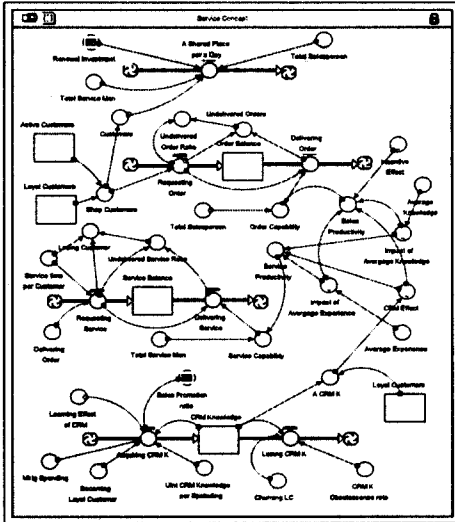 Service Concept
A Shared Place
per a Day
Renewal Investment
Total Salesperson
Total Service Man
Undelivered Orders
Active Customers
Customers
Undelivered
Order Ratio
Order Balance
Delivering
Order
Incentive
Effect
Loyal Customers
Requesting
Order
Shop Customers
Average
Knowledge
Total Salesperson
Order Capability
Sales
Productivity
Losing Customer
Undelivered Service Ratio
Service
Productivity
Impact of
Avergage Knowledge
Service time
per Customer
Service Balance
CRM Effect
Requesting
Service
Delivering
Service
Impact of
Avergage Experience
Delivering
Order
Total Service Man
Service Capability
Average Experience
Sales Promotion
ratio
Learning Effect
of CRM
A CRM K
Loyal Customers
CRM Knowledge
Acquiring CRM K
Losing CRM K
Mktg Spending
Becoming
Loyal Customer
Unit CRM Knowledge
per Spending
Churning LC
CRM K
Obsolescence rate